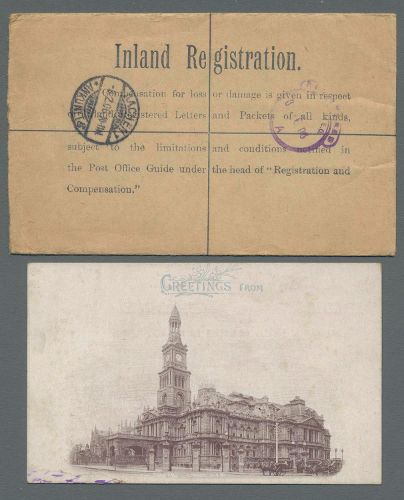 Inland Registration.
Compensation for loss or damage is given in respect
Registered Letters and Packets of all kinds,
subject to the limitations and conditions notified in
the Post Office Guide under the head of "Registration and
Compensation."
AACHEN
GREETINGS FROM